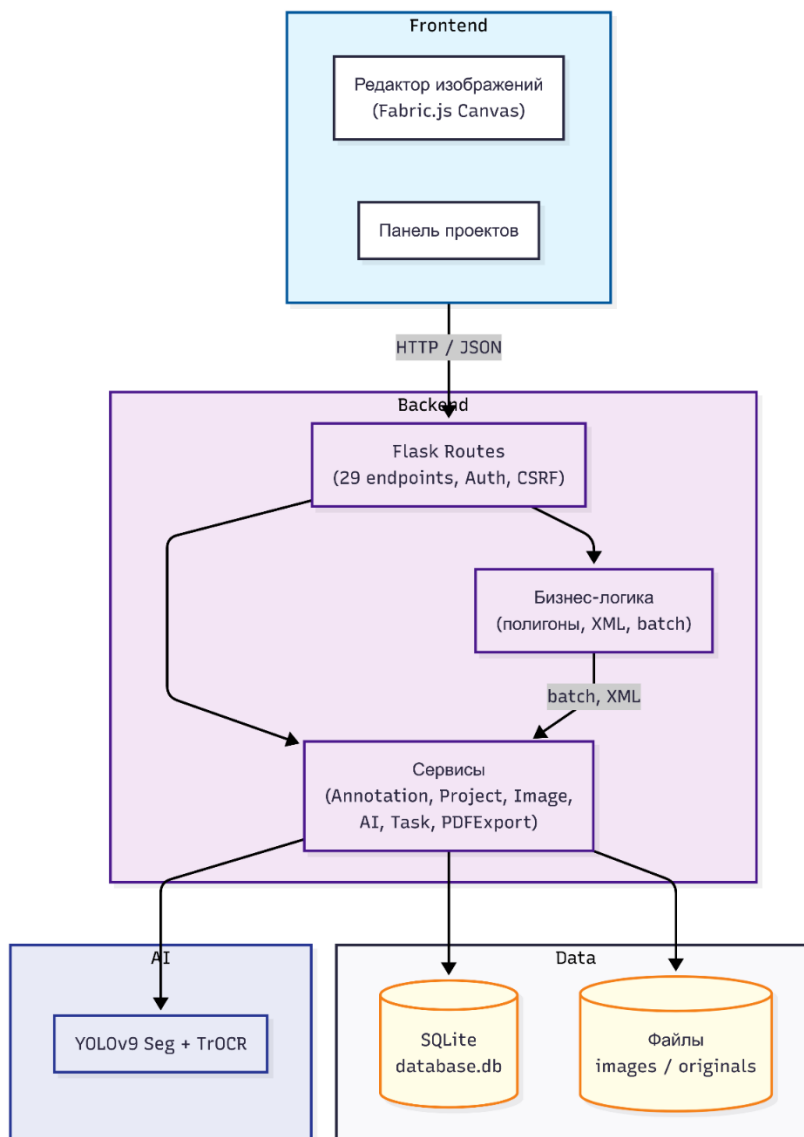 Frontend
Редактор изображений
(Fabric.js Canvas)
Панель проектов
HTTP / JSON
Backend
Flask Routes
(29 endpoints, Auth, CSRF)
Бизнес-логика
(полигоны, XML, batch)
batch, XML
Сервисы
(Annotation, Project, Image,
AI, Task, PDFExport)
AI
YOLOv9 Seg + TrOCR
Data
SQLite
database.db
Файлы
images / originals